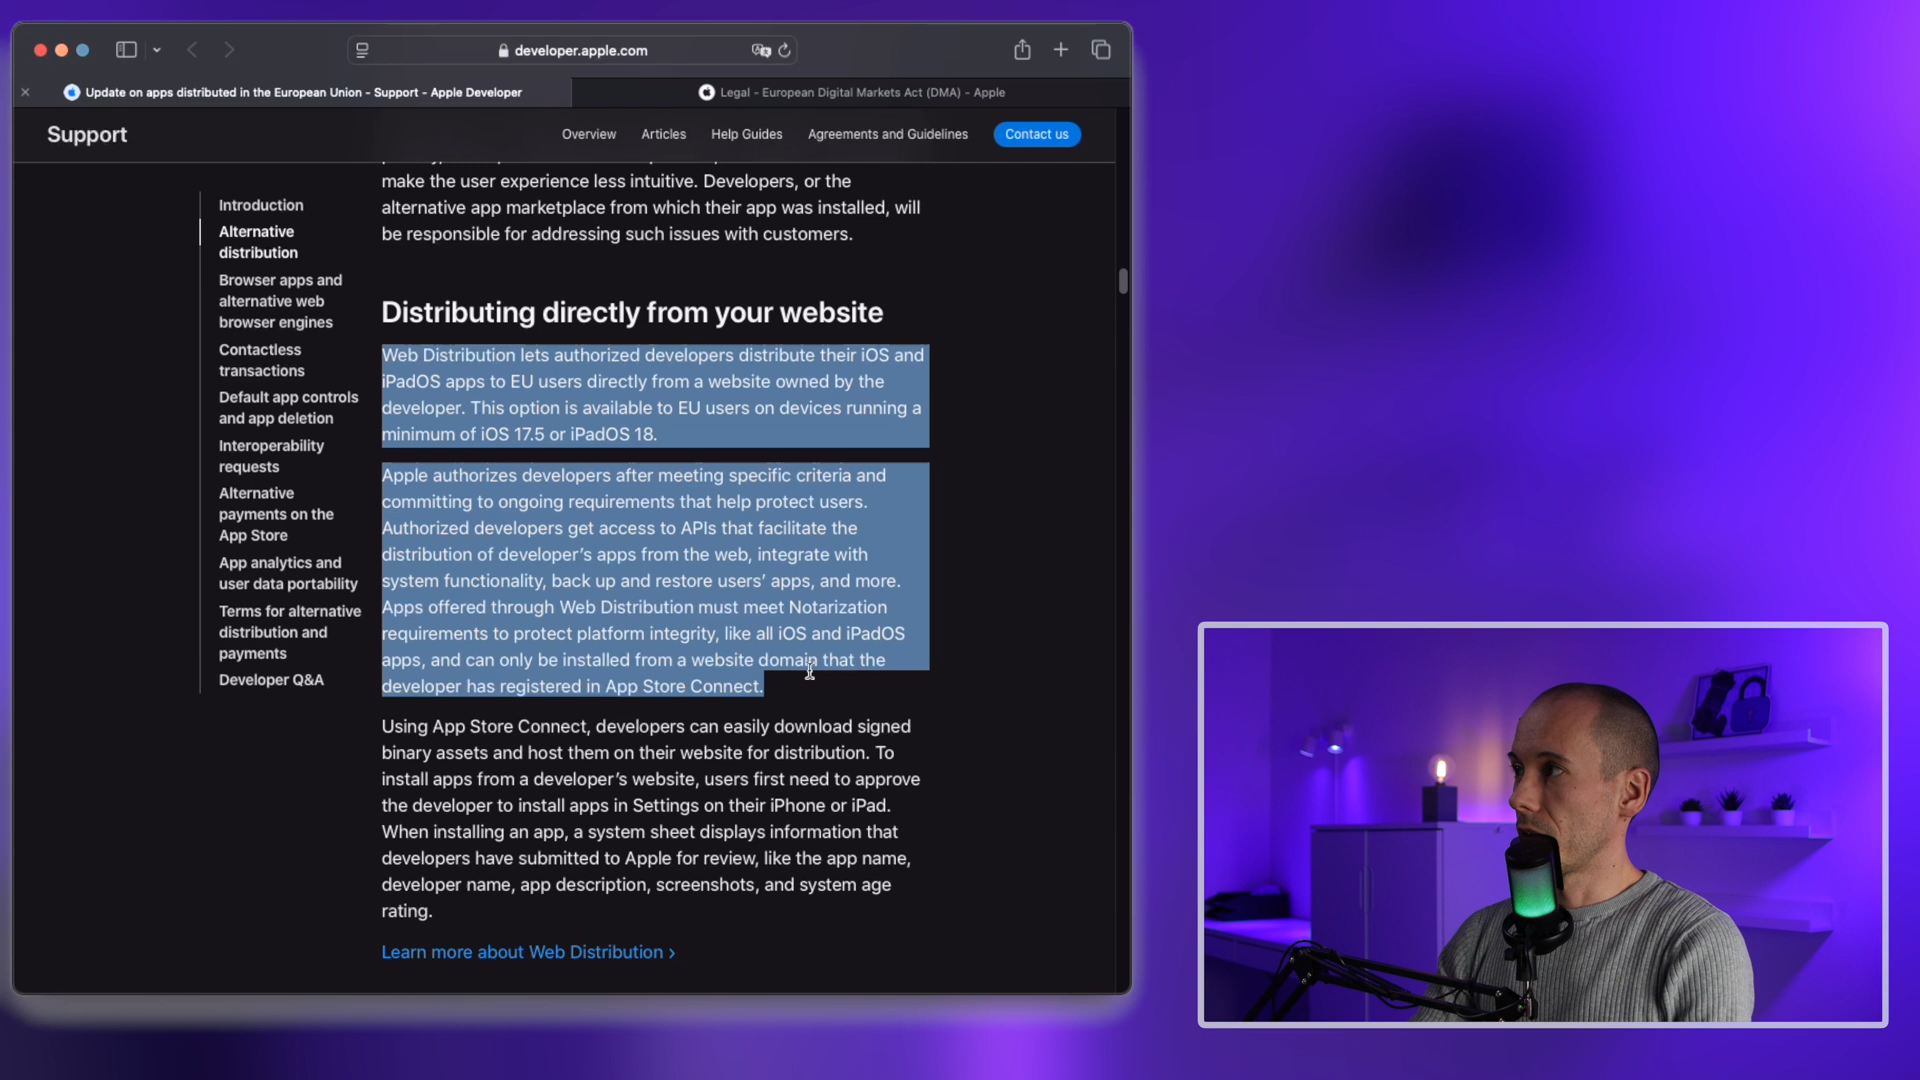 developer.apple.com
Update on apps distributed in the European Union - Support - Apple Developer
Legal - European Digital Markets Act (DMA) - Apple
Support
Overview
Articles
Help Guides
Agreements and Guidelines
Contact us
Introduction
Alternative
distribution
Browser apps and
alternative web
browser engines
Contactless
transactions
Default app controls
and app deletion
Interoperability
requests
Alternative
payments on the
App Store
App analytics and
user data portability
Terms for alternative
distribution and
payments
Developer Q&A
make the user experience less intuitive. Developers, or the
alternative app marketplace from which their app was installed, will
be responsible for addressing such issues with customers.
Distributing directly from your website
Web Distribution lets authorized developers distribute their iOS and
iPadOS apps to EU users directly from a website owned by the
developer. This option is available to EU users on devices running a
minimum of iOS 17.5 or iPadOS 18.
Apple authorizes developers after meeting specific criteria and
committing to ongoing requirements that help protect users.
Authorized developers get access to APIs that facilitate the
distribution of developer’s apps from the web, integrate with
system functionality, back up and restore users’ apps, and more.
Apps offered through Web Distribution must meet Notarization
requirements to protect platform integrity, like all iOS and iPadOS
apps, and can only be installed from a website domain that the
developer has registered in App Store Connect.
Using App Store Connect, developers can easily download signed
binary assets and host them on their website for distribution. To
install apps from a developer’s website, users first need to approve
the developer to install apps in Settings on their iPhone or iPad.
When installing an app, a system sheet displays information that
developers have submitted to Apple for review, like the app name,
developer name, app description, screenshots, and system age
rating.
Learn more about Web Distribution >